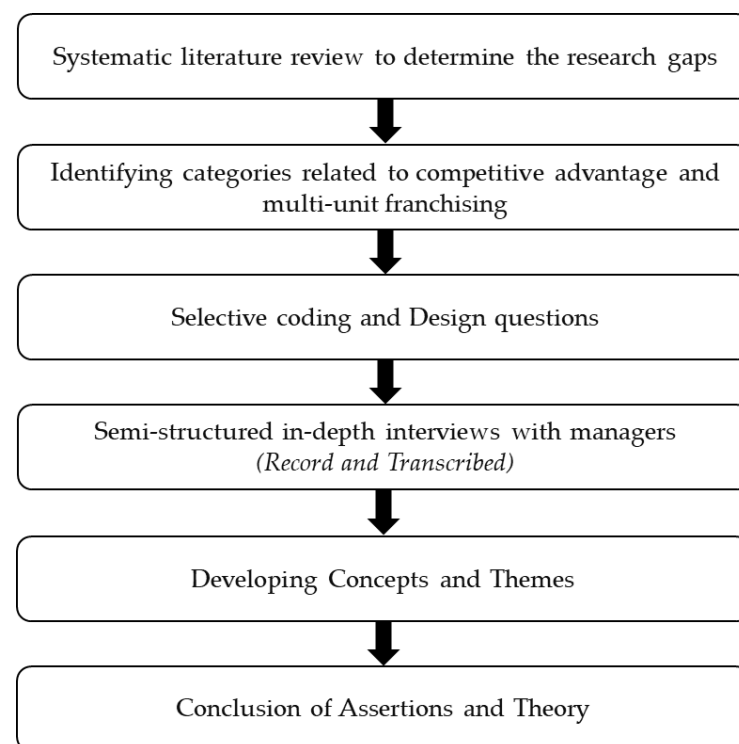 Systematic literature review to determine the research gaps
Identifying categories related to competitive advantage and
multi-unit franchising
Selective coding and Design questions
Semi-structured in-depth interviews with managers
(Record and Transcribed)
Developing Concepts and Themes
Conclusion of Assertions and Theory